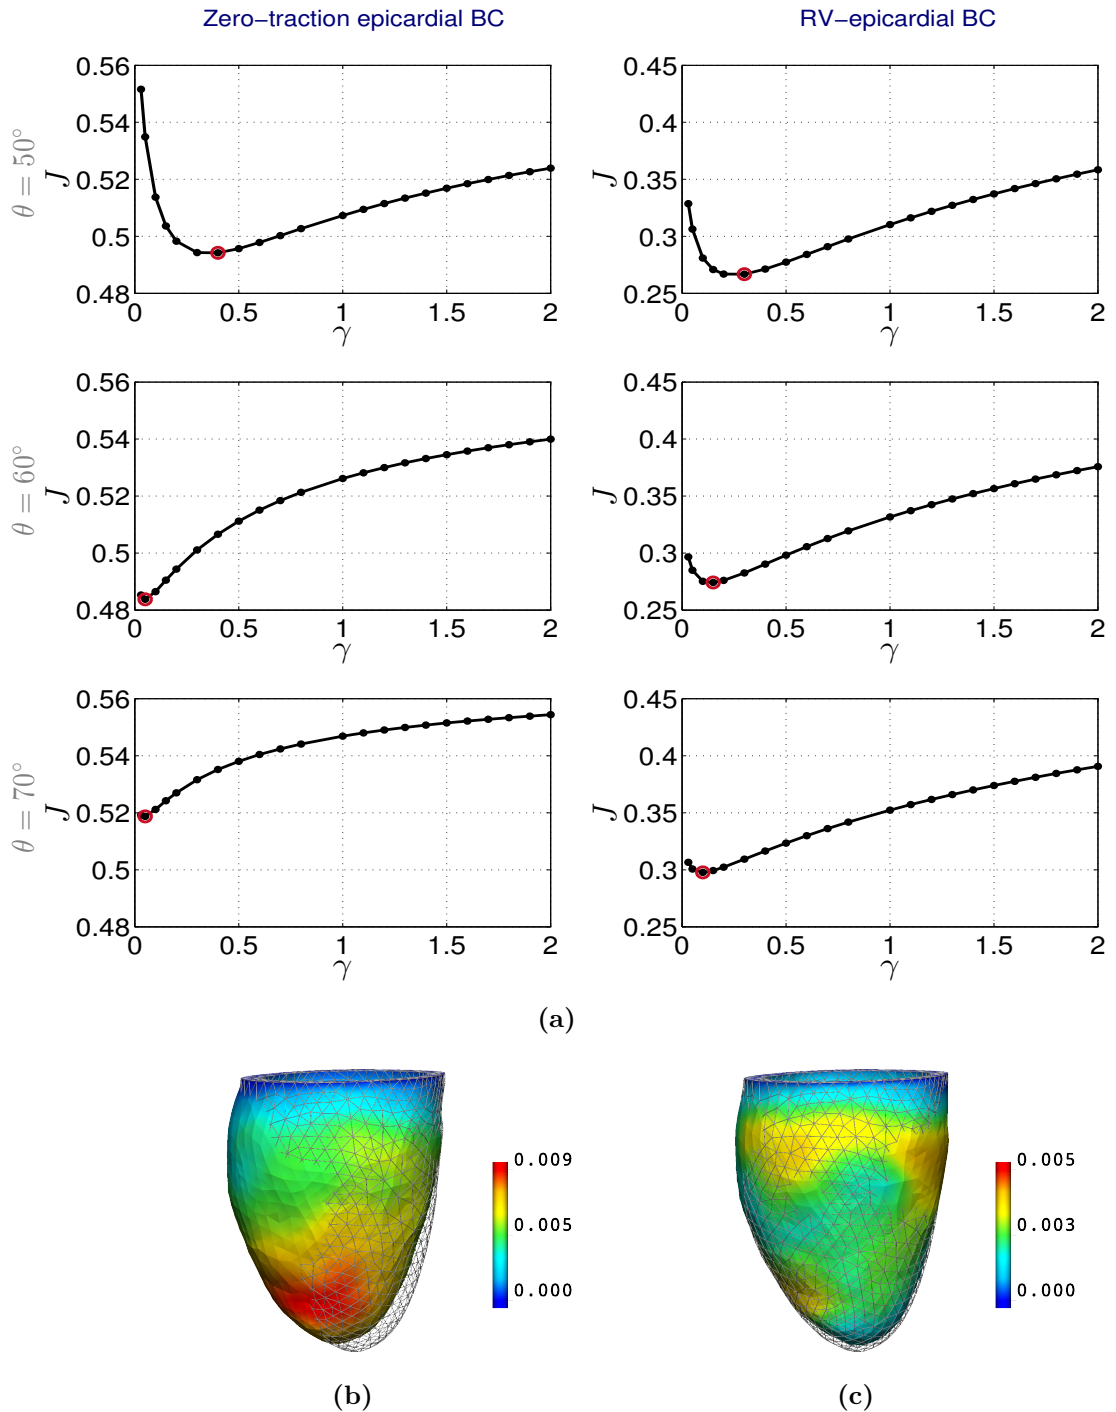 Zero−traction epicardial BC
RV−epicardial BC
θ = 50°
J
0.56
0.54
0.52
0.5
0.48
0 0.5 1 1.5 2
γ
J
0.45
0.4
0.35
0.3
0.25
0 0.5 1 1.5 2
γ
θ = 60°
J
0.56
0.54
0.52
0.5
0.48
0 0.5 1 1.5 2
γ
J
0.45
0.4
0.35
0.3
0.25
0 0.5 1 1.5 2
γ
θ = 70°
J
0.56
0.54
0.52
0.5
0.48
0 0.5 1 1.5 2
γ
J
0.45
0.4
0.35
0.3
0.25
0 0.5 1 1.5 2
γ
(a)
0.009
0.005
0.000
0.005
0.003
0.000
(b)
(c)